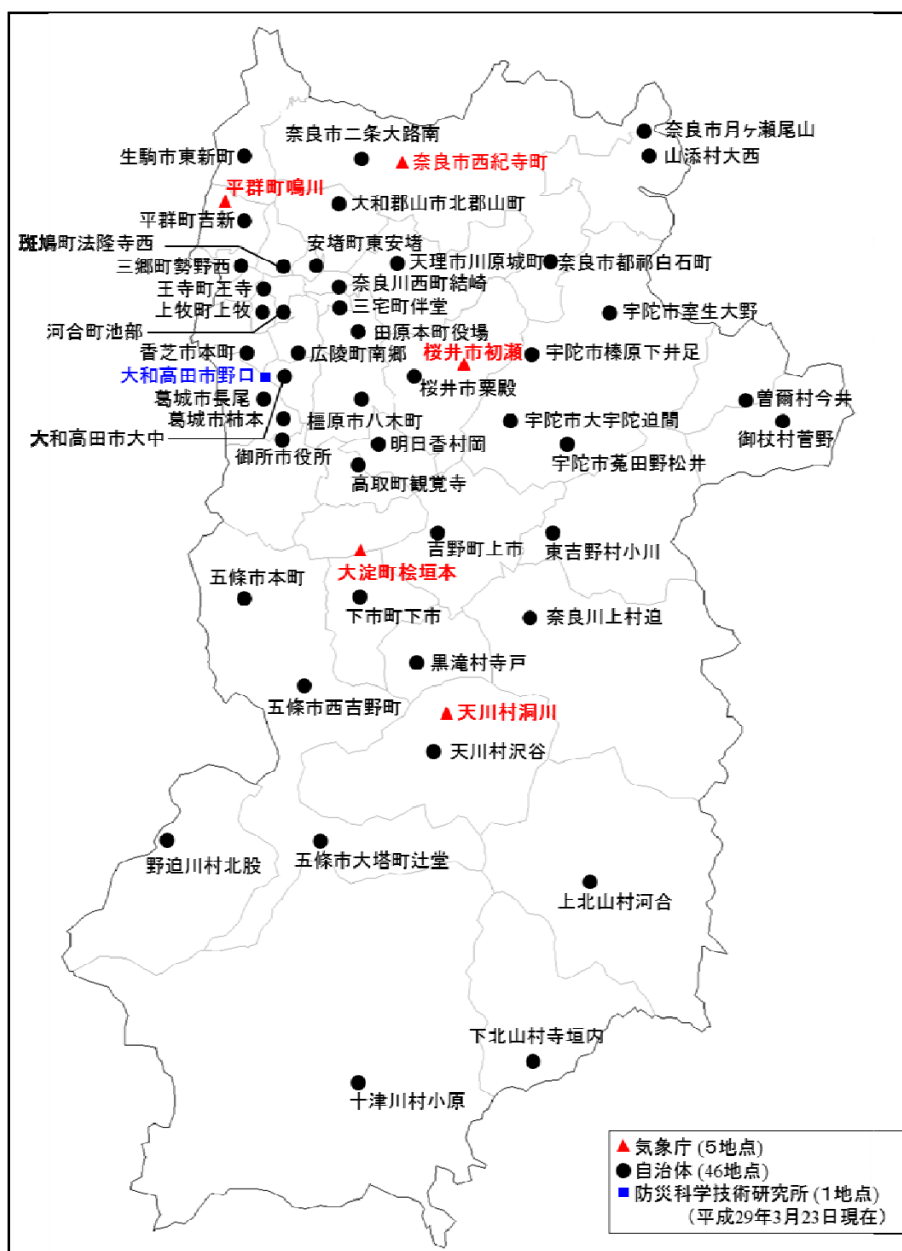 奈良市月ヶ瀬尾山
奈良市二条大路南
生駒市東新町
奈良市西紀寺町
山添村大西
平群町鳴川
大和郡山市北郡山町
平群町吉新
斑鳩町法隆寺西
安堵町東安堵
三郷町勢野西
天理市川原城町
奈良市都祁白石町
王寺町王寺
奈良川西町結崎
上牧町上牧
三宅町伴堂
宇陀市室生大野
河合町池部
田原本町役場
香芝市本町
広陵町南郷
桜井市初瀬
宇陀市榛原下井足
大和高田市野口
桜井市粟殿
葛城市長尾
曽爾村今井
葛城市柿本
橿原市八木町
宇陀市大宇陀迫間
御杖村菅野
大和高田市大中
御所市役所
明日香村岡
宇陀市菟田野松井
高取町観覚寺
吉野町上市
東吉野村小川
大淀町桧垣本
五條市本町
下市町下市
奈良川上村迫
黒滝村寺戸
五條市西吉野町
天川村洞川
天川村沢谷
野迫川村北股
五條市大塔町辻堂
上北山村河合
下北山村寺垣内
十津川村小原
気象庁 (5地点)
自治体 (46地点)
防災科学技術研究所 (1地点)
(平成29年3月23日現在)